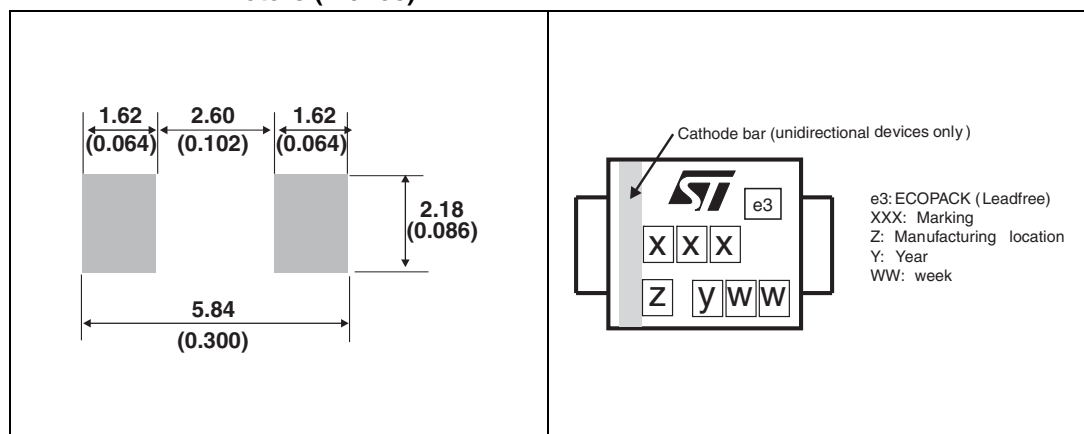 1.62 2.60 1.62
(0.064) (0.102) (0.064)
2.18
(0.086)
5.84
(0.300)
Cathode bar (unidirectional devices only)
ST
e3
x x x
z y w w
e3: ECOPACK (Leadfree)
XXX: Marking
Z: Manufacturing location
Y: Year
WW: week